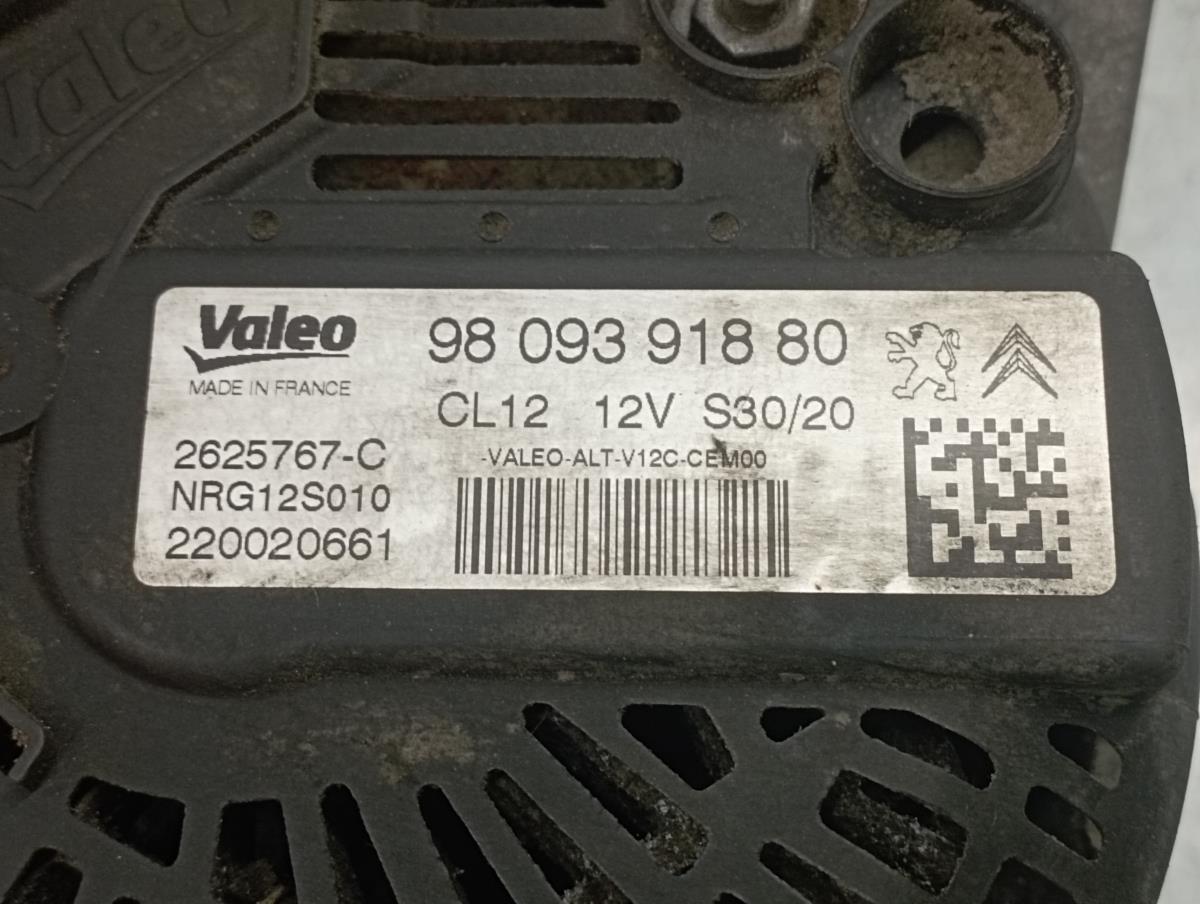 Valeo
Valeo
MADE IN FRANCE
98 093 918 80
CL12 12V S30/20
2625767-C
NRG12S010
220020661
-VALEO-ALT-V12C-CEM00